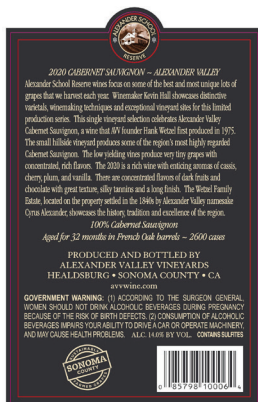 ALEXANDER SCHOOL
RESERVE
2020 CABERNET SAUVIGNON ~ ALEXANDER VALLEY
Alexander School Reserve wines focus on some of the best and most unique lots of
grapes that we harvest each year. Winemaker Kevin Hall showcases distinctive
varietals, winemaking techniques and exceptional vineyard sites for this limited
production series. This single vineyard selection celebrates Alexander Valley
Cabernet Sauvignon, a wine that AVV founder Hank Wetzel first produced in 1975.
The small hillside vineyard produces some of the region's most highly regarded
Cabernet Sauvignon. The low yielding vines produce very tiny grapes with
concentrated, rich flavors. The 2020 is a rich wine with enticing aromas of cassis,
cherry, plum, and vanilla. There are concentrated flavors of dark fruits and
chocolate with great texture, silky tannins and a long finish. The Wetzel Family
Estate, located on the property settled in the 1840s by Alexander Valley namesake
Cyrus Alexander, showcases the history, tradition and excellence of the region.
100% Cabernet Sauvignon
Aged for 32 months in French Oak barrels ~ 2600 cases
PRODUCED AND BOTTLED BY
ALEXANDER VALLEY VINEYARDS
HEALDSBURG • SONOMA COUNTY • CA
avvwine.com
GOVERNMENT WARNING: (1) ACCORDING TO THE SURGEON GENERAL,
WOMEN SHOULD NOT DRINK ALCOHOLIC BEVERAGES DURING PREGNANCY
BECAUSE OF THE RISK OF BIRTH DEFECTS. (2) CONSUMPTION OF ALCOHOLIC
BEVERAGES IMPAIRS YOUR ABILITY TO DRIVE A CAR OR OPERATE MACHINERY,
AND MAY CAUSE HEALTH PROBLEMS. ALC. 14.0% BY VOL. CONTAINS SULFITES
SUSTAINABLE
SONOMA
COUNTY
0 85798 10006 4